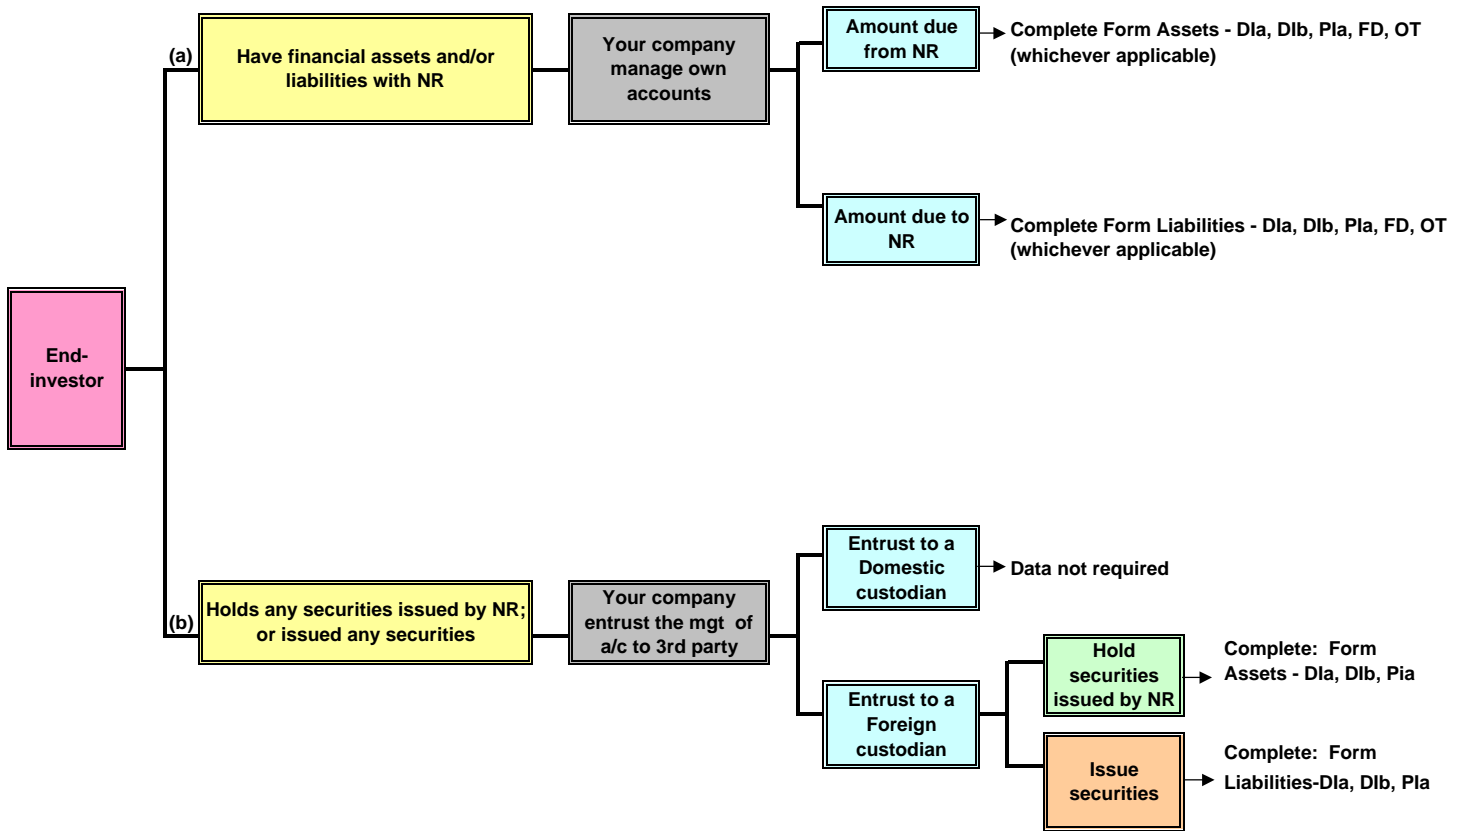 (a)
Have financial assets and/or
liabilities with NR
Your company
manage own
accounts
Amount due
from NR
Complete Form Assets - DIa, DIb, PIa, FD, OT
(whichever applicable)
Amount due to
NR
Complete Form Liabilities - DIa, DIb, PIa, FD, OT
(whichever applicable)
End-
investor
(b)
Holds any securities issued by NR;
or issued any securities
Your company
entrust the mgt of
a/c to 3rd party
Entrust to a
Domestic
custodian
Data not required
Entrust to a
Foreign
custodian
Hold
securities
issued by NR
Complete: Form
Assets - DIa, DIb, Pia
Issue
securities
Complete: Form
Liabilities-DIa, DIb, PIa